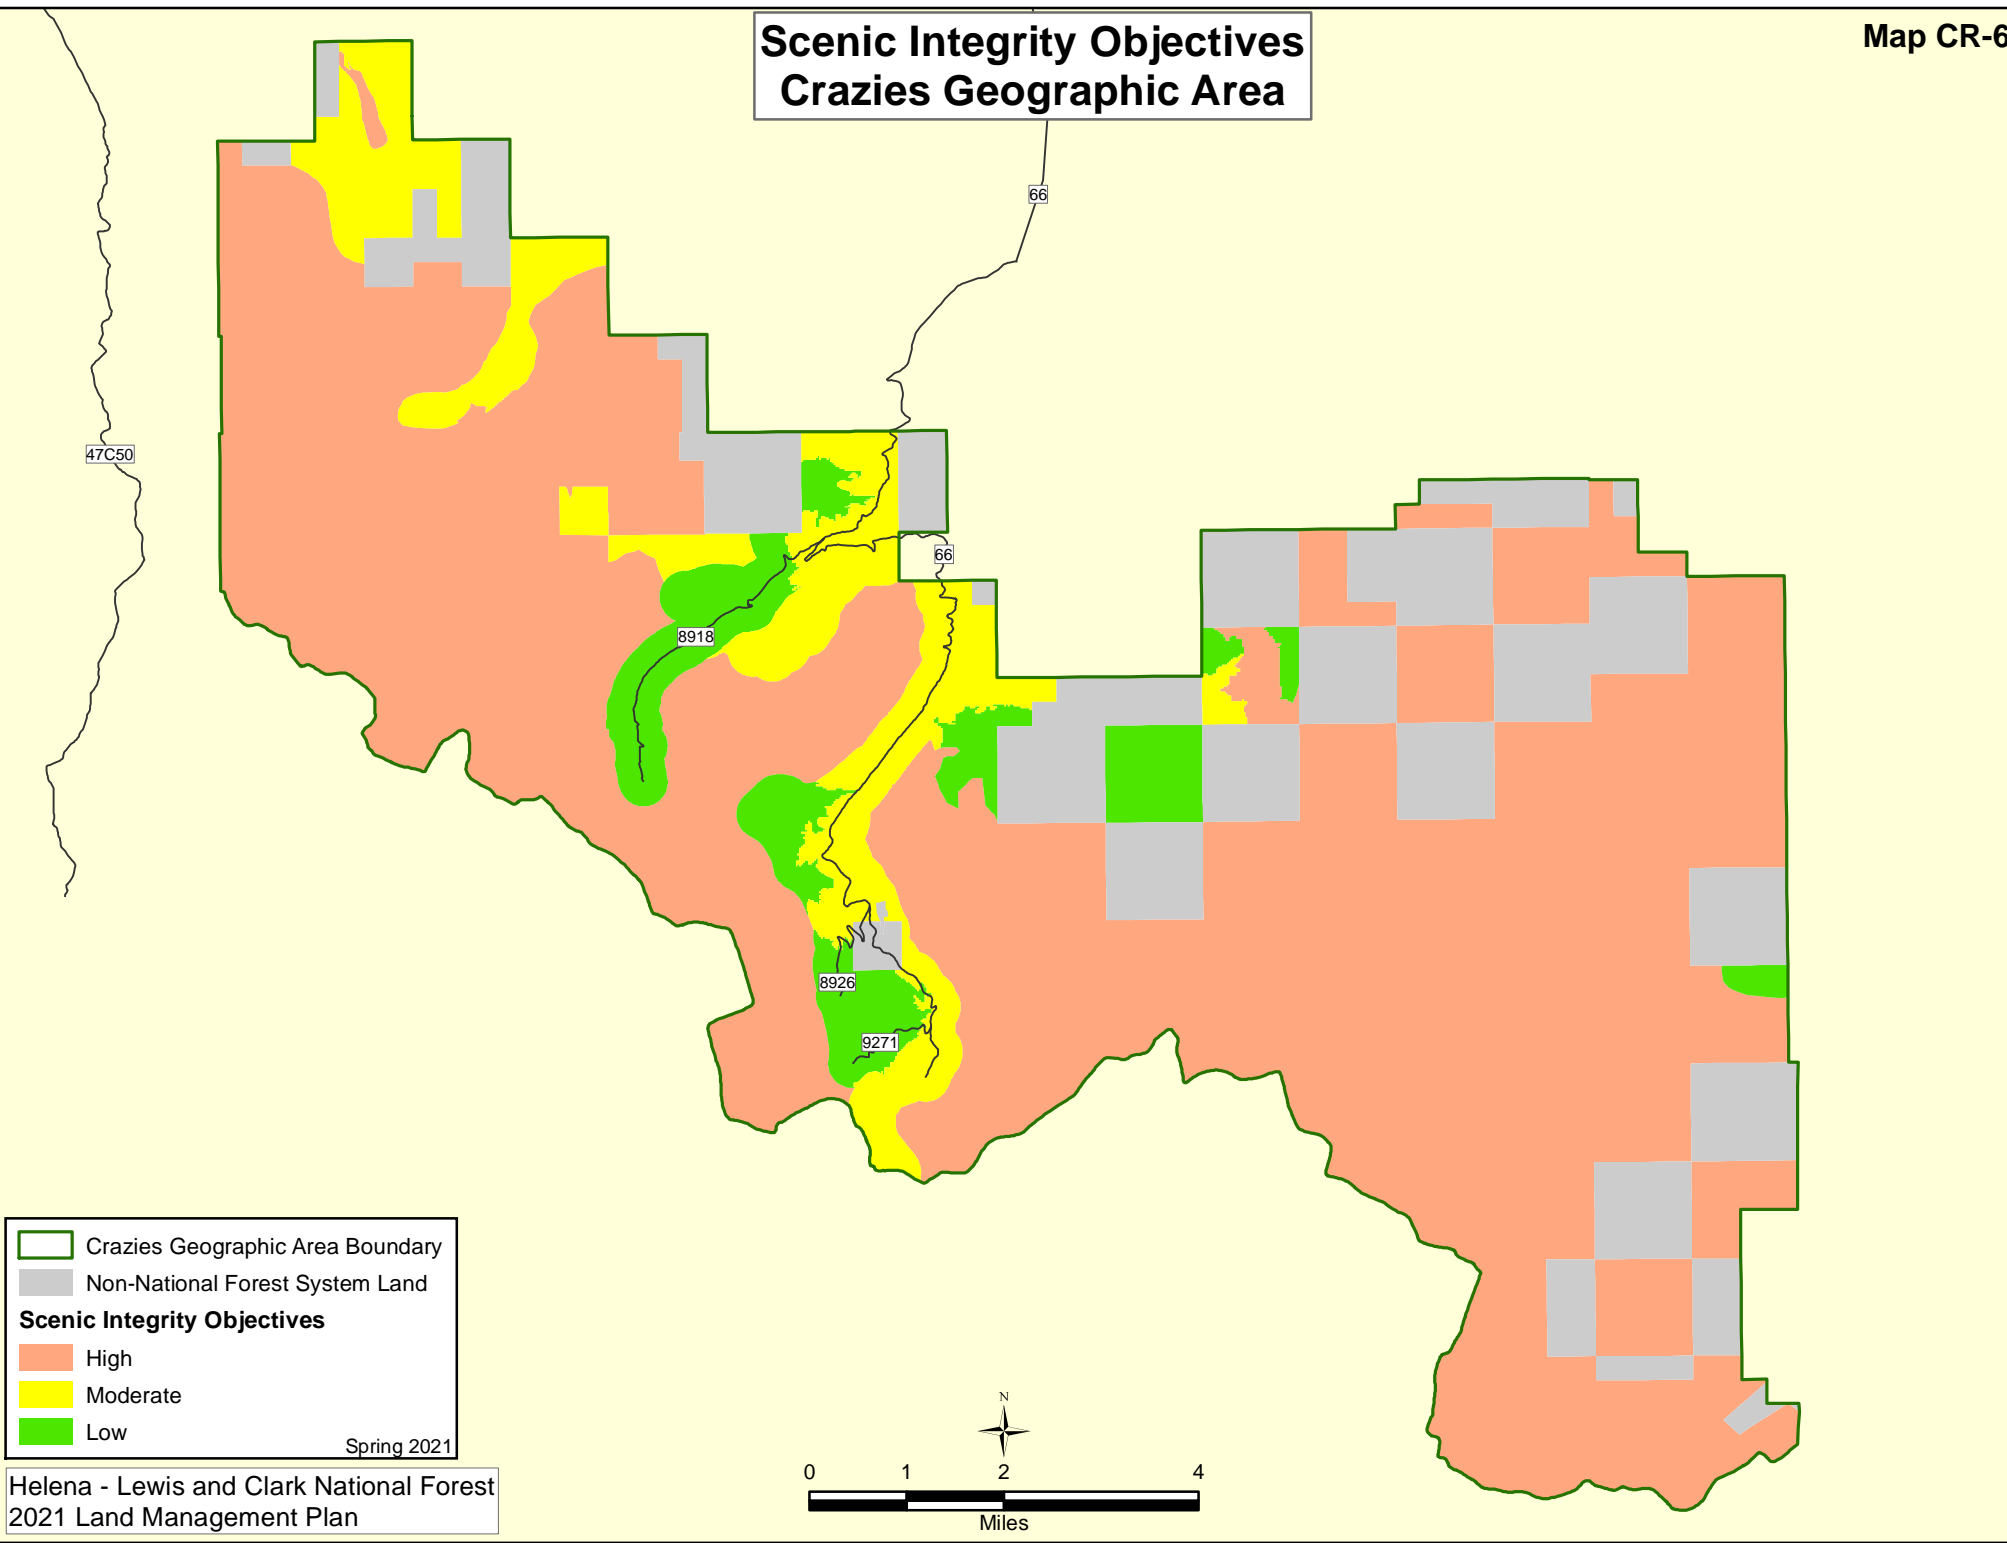 Scenic Integrity Objectives
Crazies Geographic Area
Map CR-6
66
47C50
66
8918
8926
9271
Crazies Geographic Area Boundary
Non-National Forest System Land
Scenic Integrity Objectives
High
Moderate
Low
Spring 2021
Helena - Lewis and Clark National Forest
2021 Land Management Plan
N
0 1 2 4
Miles